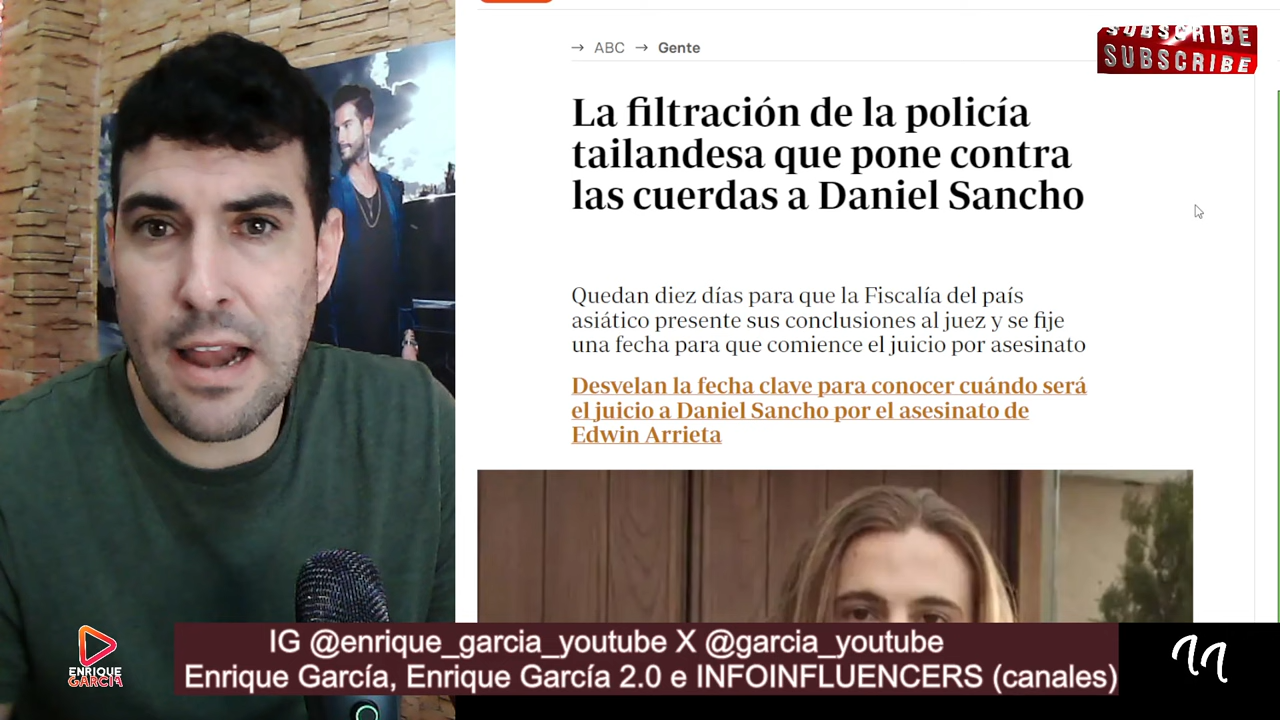 SUBSCRIBE
SUBSCRIBE
→ ABC → Gente
La filtración de la policía
tailandesa que pone contra
las cuerdas a Daniel Sancho
Quedan diez días para que la Fiscalía del país
asiático presente sus conclusiones al juez y se fije
una fecha para que comience el juicio por asesinato
Desvelan la fecha clave para conocer cuándo será
el juicio a Daniel Sancho por el asesinato de
Edwin Arrieta
IG @enrique_garcia_youtube X @garcia_youtube
Enrique García, Enrique García 2.0 e INFOINFLUENCERS (canales)
ENRIQUE
GARCÍA